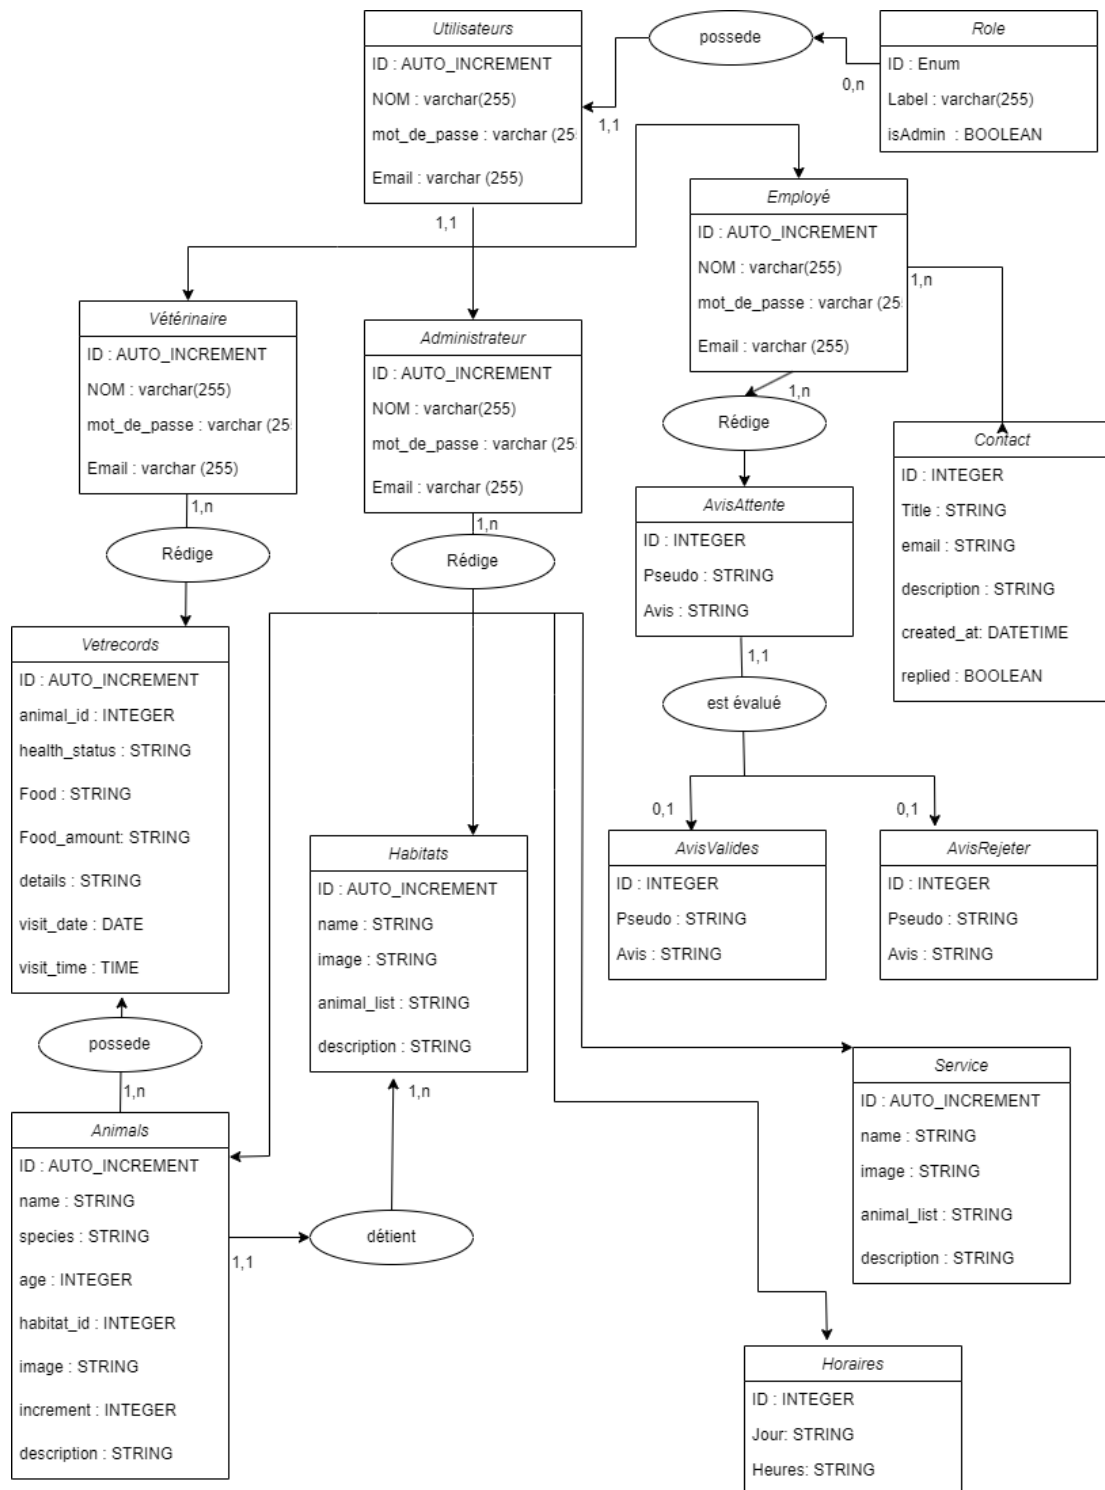 Utilisateurs
ID : AUTO_INCREMENT
NOM : varchar(255)
mot_de_passe : varchar (25
Email : varchar (255)
1,1
1,1
possede
Role
ID : Enum
Label : varchar(255)
isAdmin : BOOLEAN
0,n
Employé
ID : AUTO_INCREMENT
NOM : varchar(255)
mot_de_passe : varchar (25
Email : varchar (255)
1,n
1,n
Vétérinaire
ID : AUTO_INCREMENT
NOM : varchar(255)
mot_de_passe : varchar (25
Email : varchar (255)
1,n
Administrateur
ID : AUTO_INCREMENT
NOM : varchar(255)
mot_de_passe : varchar (25
Email : varchar (255)
1,n
Rédige
Rédige
Rédige
Contact
ID : INTEGER
Title : STRING
email : STRING
description : STRING
created_at: DATETIME
replied : BOOLEAN
AvisAttente
ID : INTEGER
Pseudo : STRING
Avis : STRING
1,1
est évalué
0,1
0,1
Vetrecords
ID : AUTO_INCREMENT
animal_id : INTEGER
health_status : STRING
Food : STRING
Food_amount: STRING
details : STRING
visit_date : DATE
visit_time : TIME
possede
1,n
Habitats
ID : AUTO_INCREMENT
name : STRING
image : STRING
animal_list : STRING
description : STRING
1,n
AvisValides
ID : INTEGER
Pseudo : STRING
Avis : STRING
AvisRejeter
ID : INTEGER
Pseudo : STRING
Avis : STRING
Animals
ID : AUTO_INCREMENT
name : STRING
species : STRING
age : INTEGER
habitat_id : INTEGER
image : STRING
increment : INTEGER
description : STRING
1,1
détient
Service
ID : AUTO_INCREMENT
name : STRING
image : STRING
animal_list : STRING
description : STRING
Horaires
ID : INTEGER
Jour: STRING
Heures: STRING